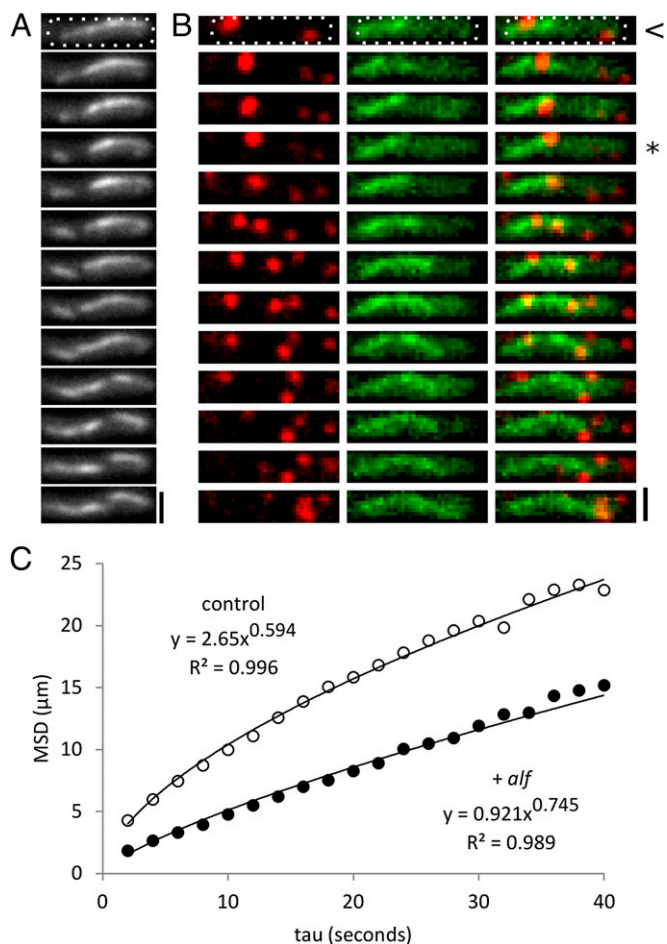 A
B
<
*
C
25
20
15
10
5
0
MSD (μm)
control
y = 2.65x^0.594
R² = 0.996
+ alf
y = 0.921x^0.745
R² = 0.989
0
10
20
30
40
tau (seconds)